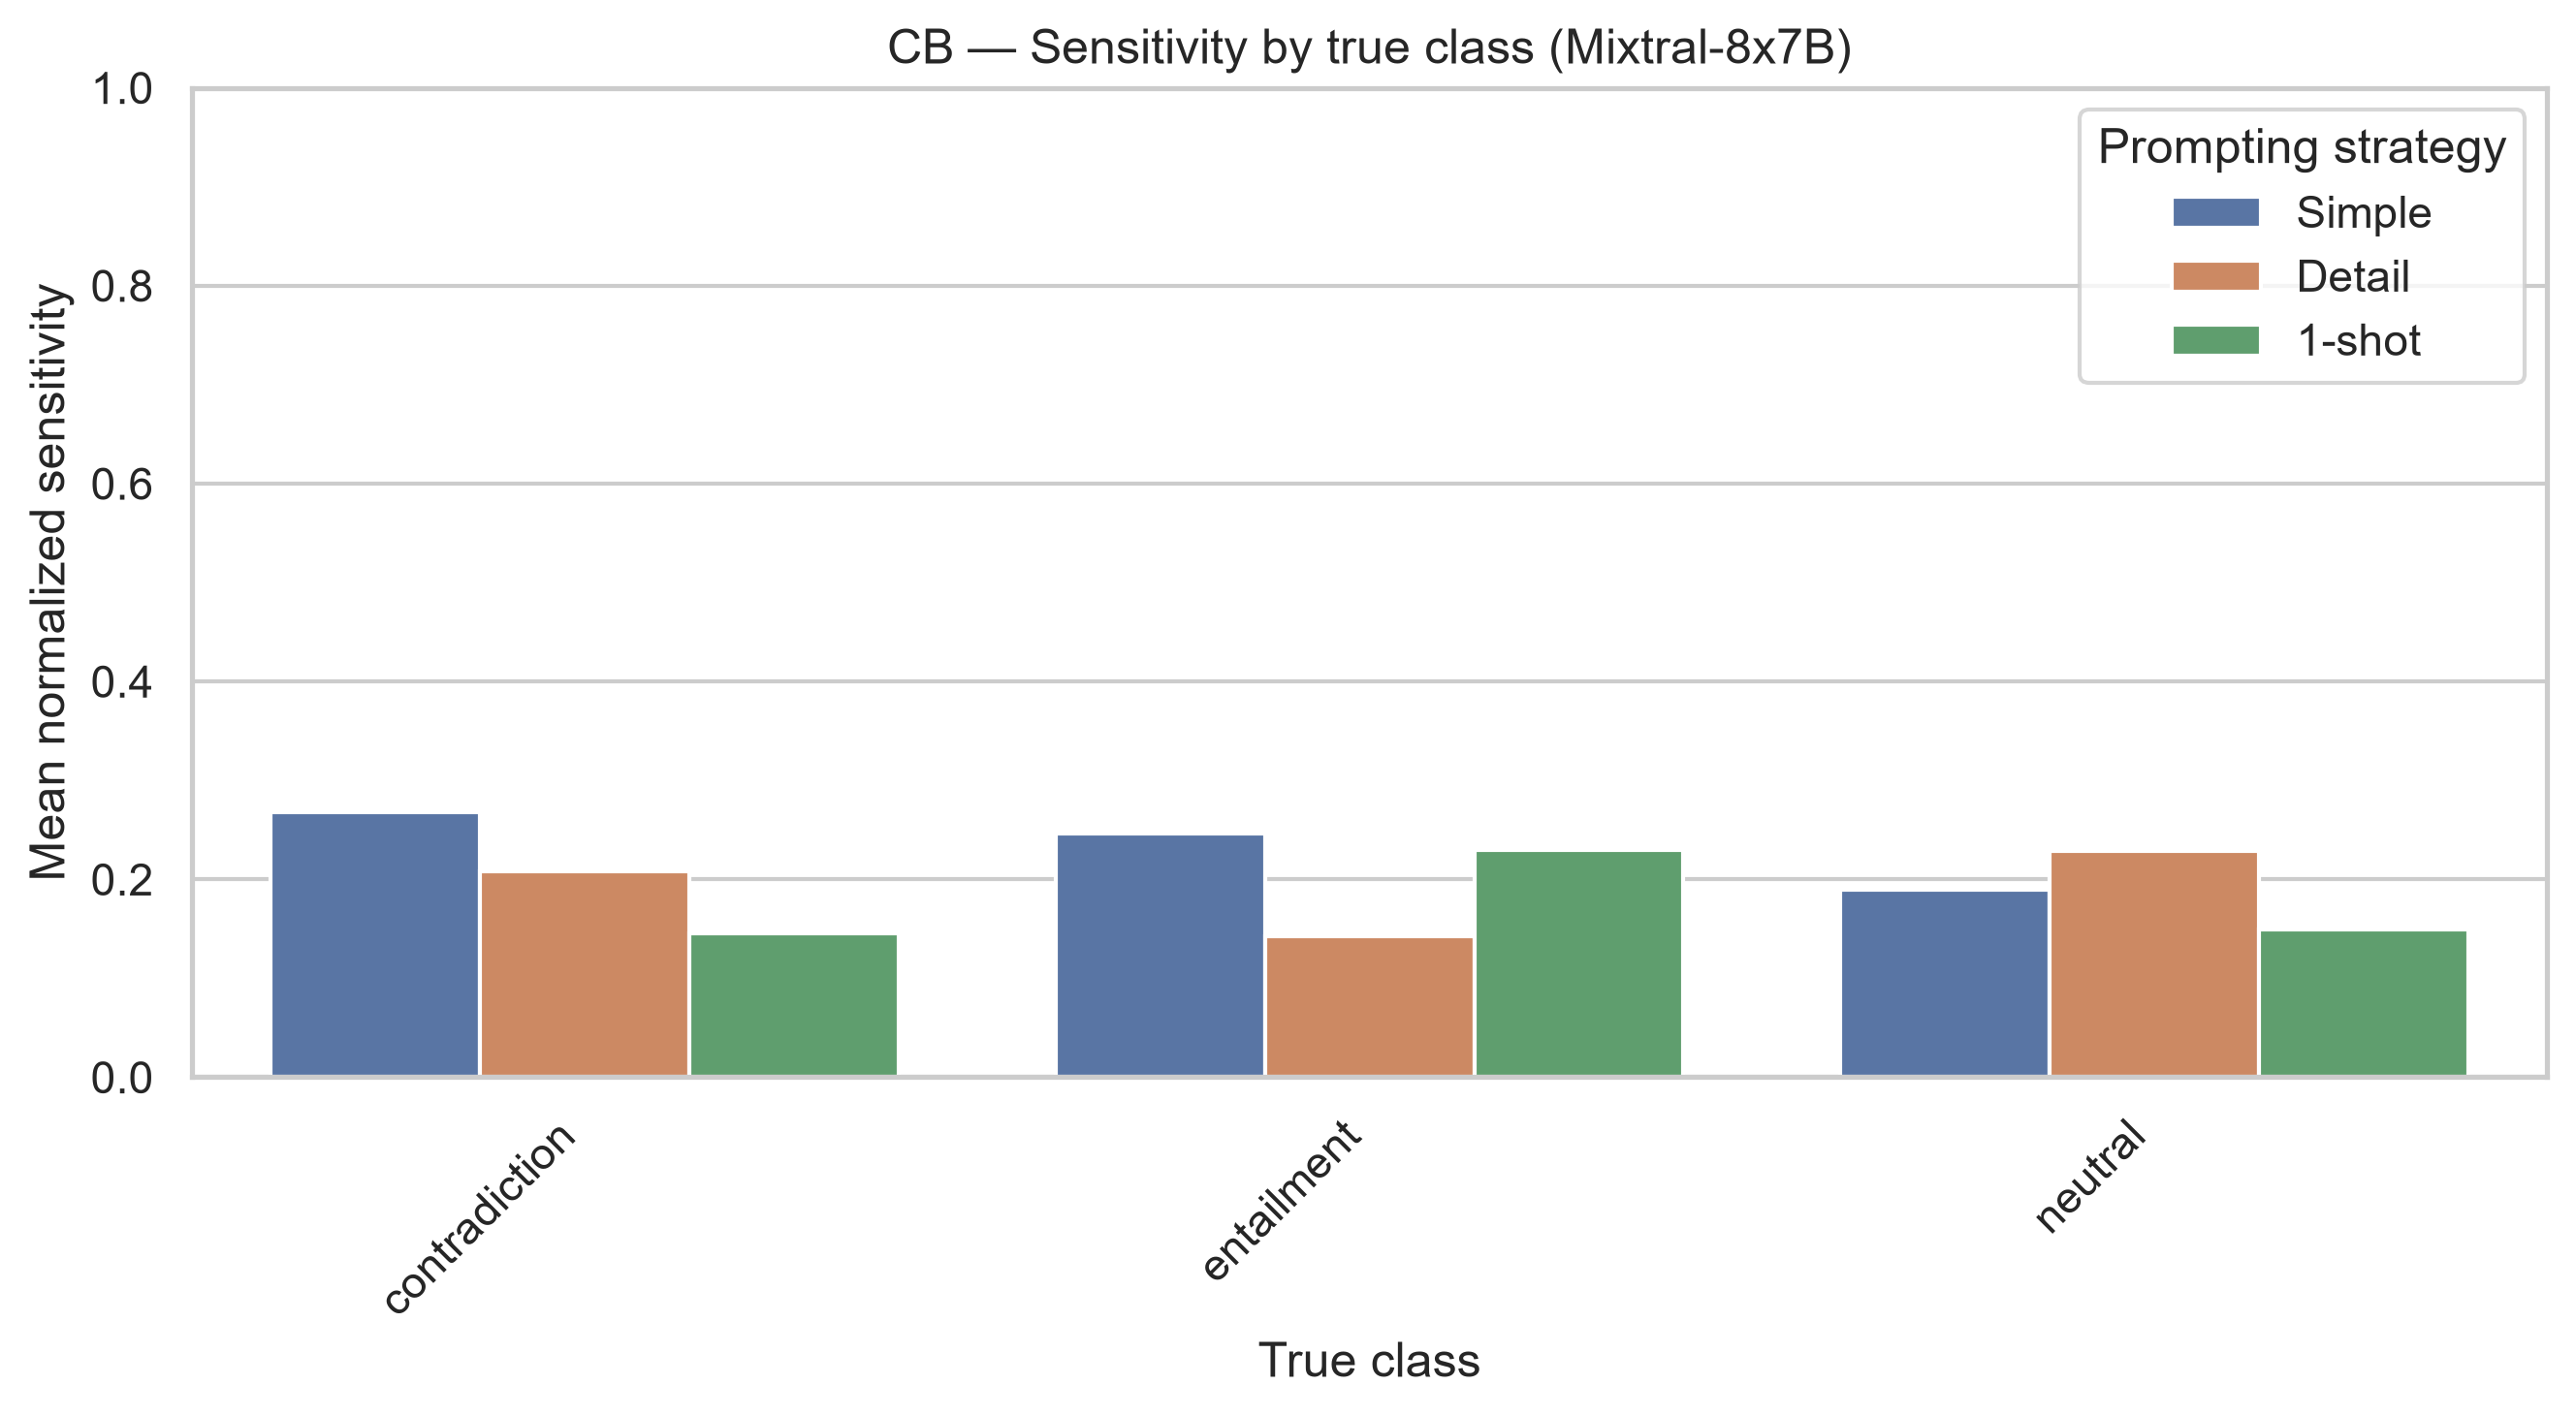 CB — Sensitivity by true class (Mixtral-8x7B)
1.0
0.8
0.6
0.4
0.2
0.0
Mean normalized sensitivity
Prompting strategy
Simple
Detail
1-shot
contradiction
entailment
neutral
True class